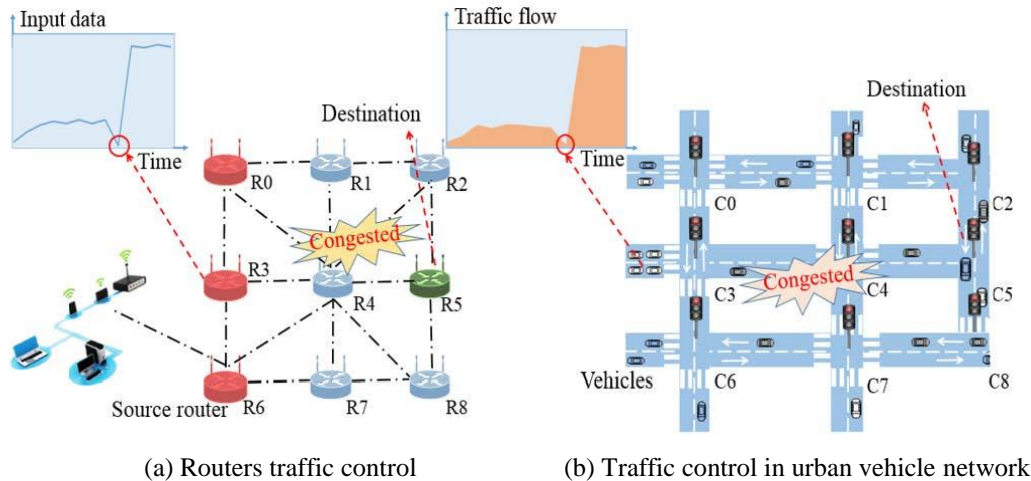 Input data
Time
Destination
R0
R1
R2
Congested
R3
R4
R5
Source router
R6
R7
R8
(a) Routers traffic control
Traffic flow
Time
Destination
C0
C1
C2
Congested
C3
C4
C5
Vehicles
C6
C7
C8
(b) Traffic control in urban vehicle network